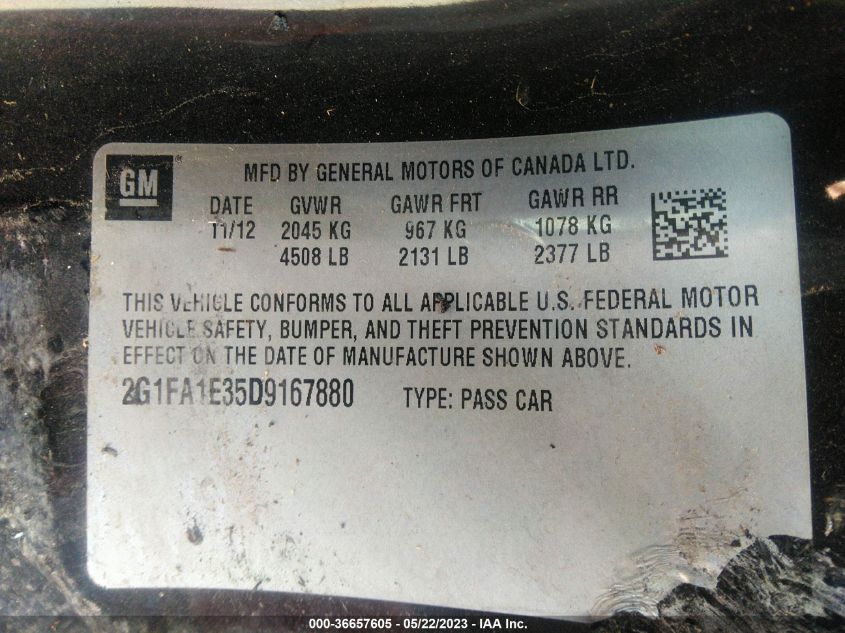 GM
MFD BY GENERAL MOTORS OF CANADA LTD.
DATE GVWR GAWR FRT GAWR RR
11/12 2045 KG 967 KG 1078 KG
4508 LB 2131 LB 2377 LB
THIS VEHICLE CONFORMS TO ALL APPLICABLE U.S. FEDERAL MOTOR
VEHICLE SAFETY, BUMPER, AND THEFT PREVENTION STANDARDS IN
EFFECT ON THE DATE OF MANUFACTURE SHOWN ABOVE.
2G1FA1E35D9167880 TYPE: PASS CAR
000-36657605 - 05/22/2023 - IAA Inc.